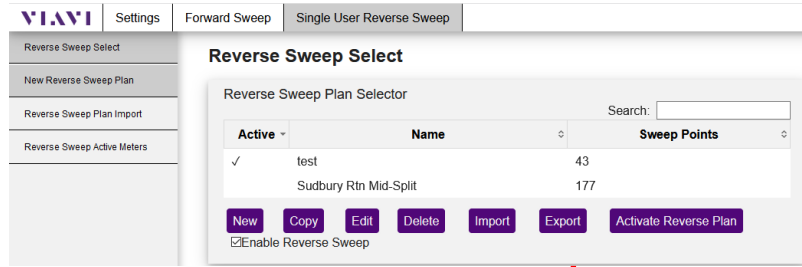 VIAVI Settings Forward Sweep Single User Reverse Sweep
Reverse Sweep Select
New Reverse Sweep Plan
Reverse Sweep Plan Import
Reverse Sweep Active Meters
Reverse Sweep Select
Reverse Sweep Plan Selector
Search:
Active Name Sweep Points
✓ test 43
Sudbury Rtn Mid-Split 177
New Copy Edit Delete Import Export Activate Reverse Plan
☑Enable Reverse Sweep